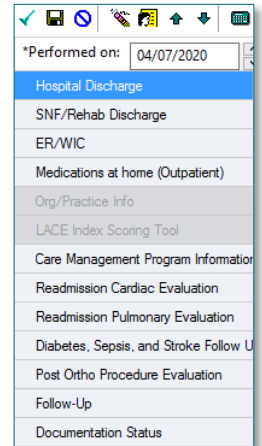 *Performed on: 04/07/2020
Hospital Discharge
SNF/Rehab Discharge
ER/WIC
Medications at home (Outpatient)
Org/Practice Info
LACE Index Scoring Tool
Care Management Program Information
Readmission Cardiac Evaluation
Readmission Pulmonary Evaluation
Diabetes, Sepsis, and Stroke Follow U
Post Ortho Procedure Evaluation
Follow-Up
Documentation Status